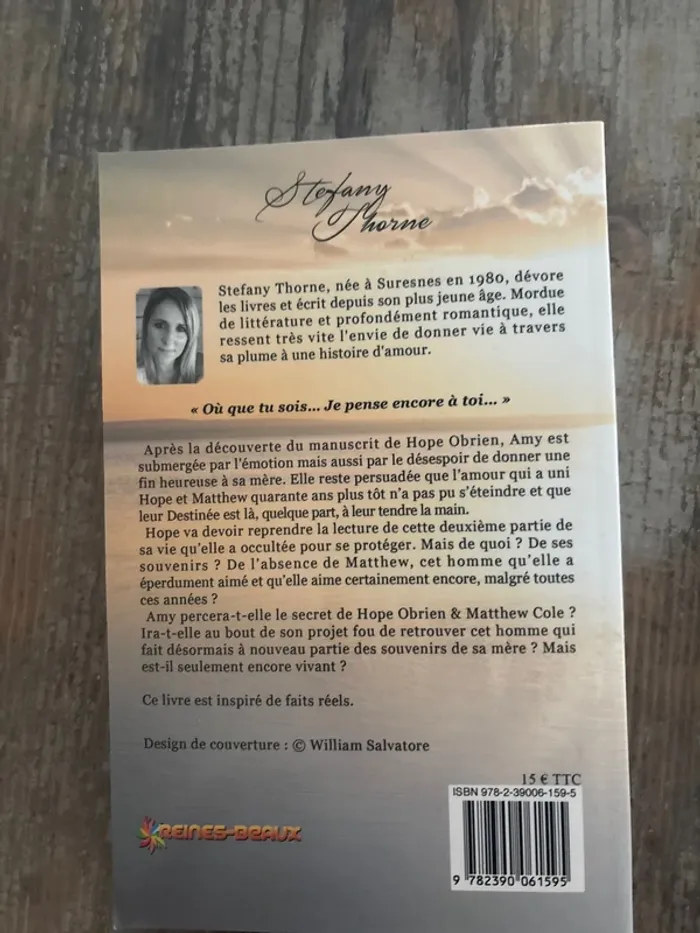 Stefany
Thorne
Stefany Thorne, née à Suresnes en 1980, dévore
les livres et écrit depuis son plus jeune âge. Mordue
de littérature et profondément romantique, elle
ressent très vite l'envie de donner vie à travers
sa plume à une histoire d'amour.
« Où que tu sois... Je pense encore à toi... »
Après la découverte du manuscrit de Hope Obrien, Amy est
submergée par l'émotion mais aussi par le désespoir de donner une
fin heureuse à sa mère. Elle reste persuadée que l'amour qui a uni
Hope et Matthew quarante ans plus tôt n'a pas pu s'éteindre et que
leur Destinée est là, quelque part, à leur tendre la main.
Hope va devoir reprendre la lecture de cette deuxième partie de
sa vie qu'elle a occultée pour se protéger. Mais de quoi ? De ses
souvenirs ? De l'absence de Matthew, cet homme qu'elle a
éperdument aimé et qu'elle aime certainement encore, malgré toutes
ces années ?
Amy percera-t-elle le secret de Hope Obrien & Matthew Cole ?
Ira-t-elle au bout de son projet fou de retrouver cet homme qui
fait désormais à nouveau partie des souvenirs de sa mère ? Mais
est-il seulement encore vivant ?
Ce livre est inspiré de faits réels.
Design de couverture : © William Salvatore
15 € TTC
ISBN 978-2-39006-159-5
REINES-BEAUX
9 782390 061595